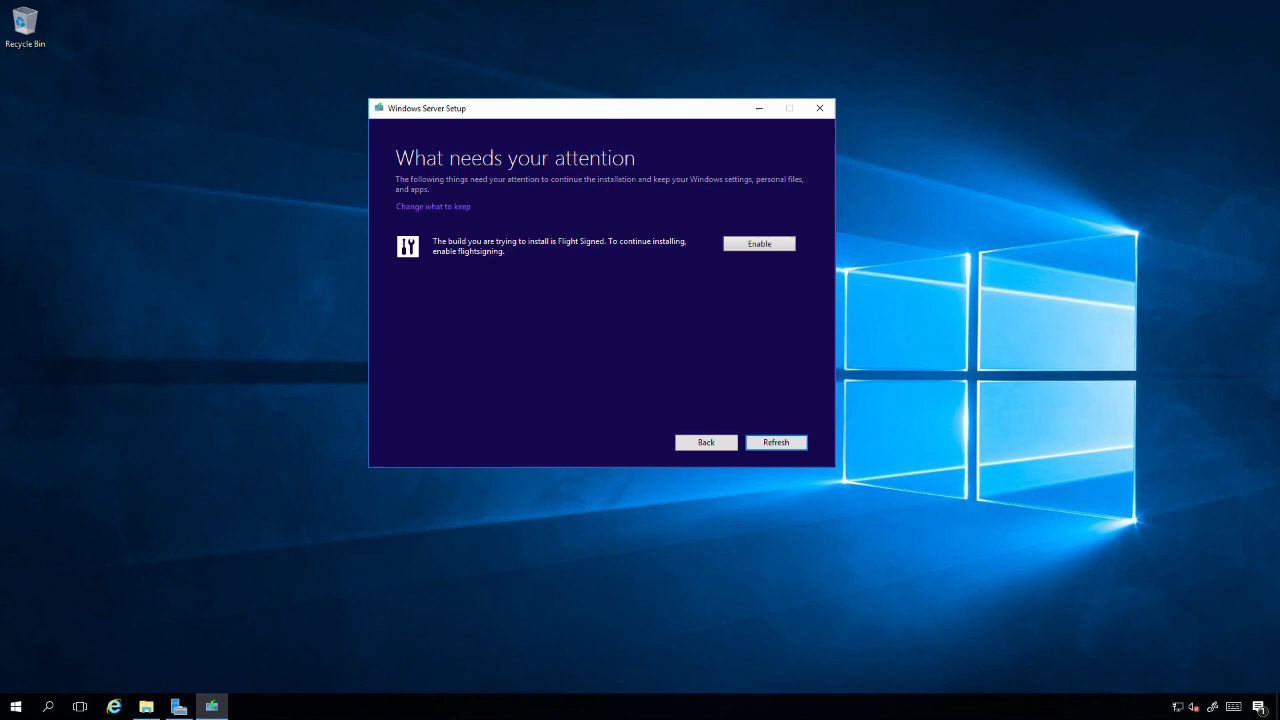 Recycle Bin
Windows Server Setup
What needs your attention
The following things need your attention to continue the installation and keep your Windows settings, personal files,
and apps.
Change what to keep
The build you are trying to install is Flight Signed. To continue installing,
enable flightsigning.
Enable
Back
Refresh
1